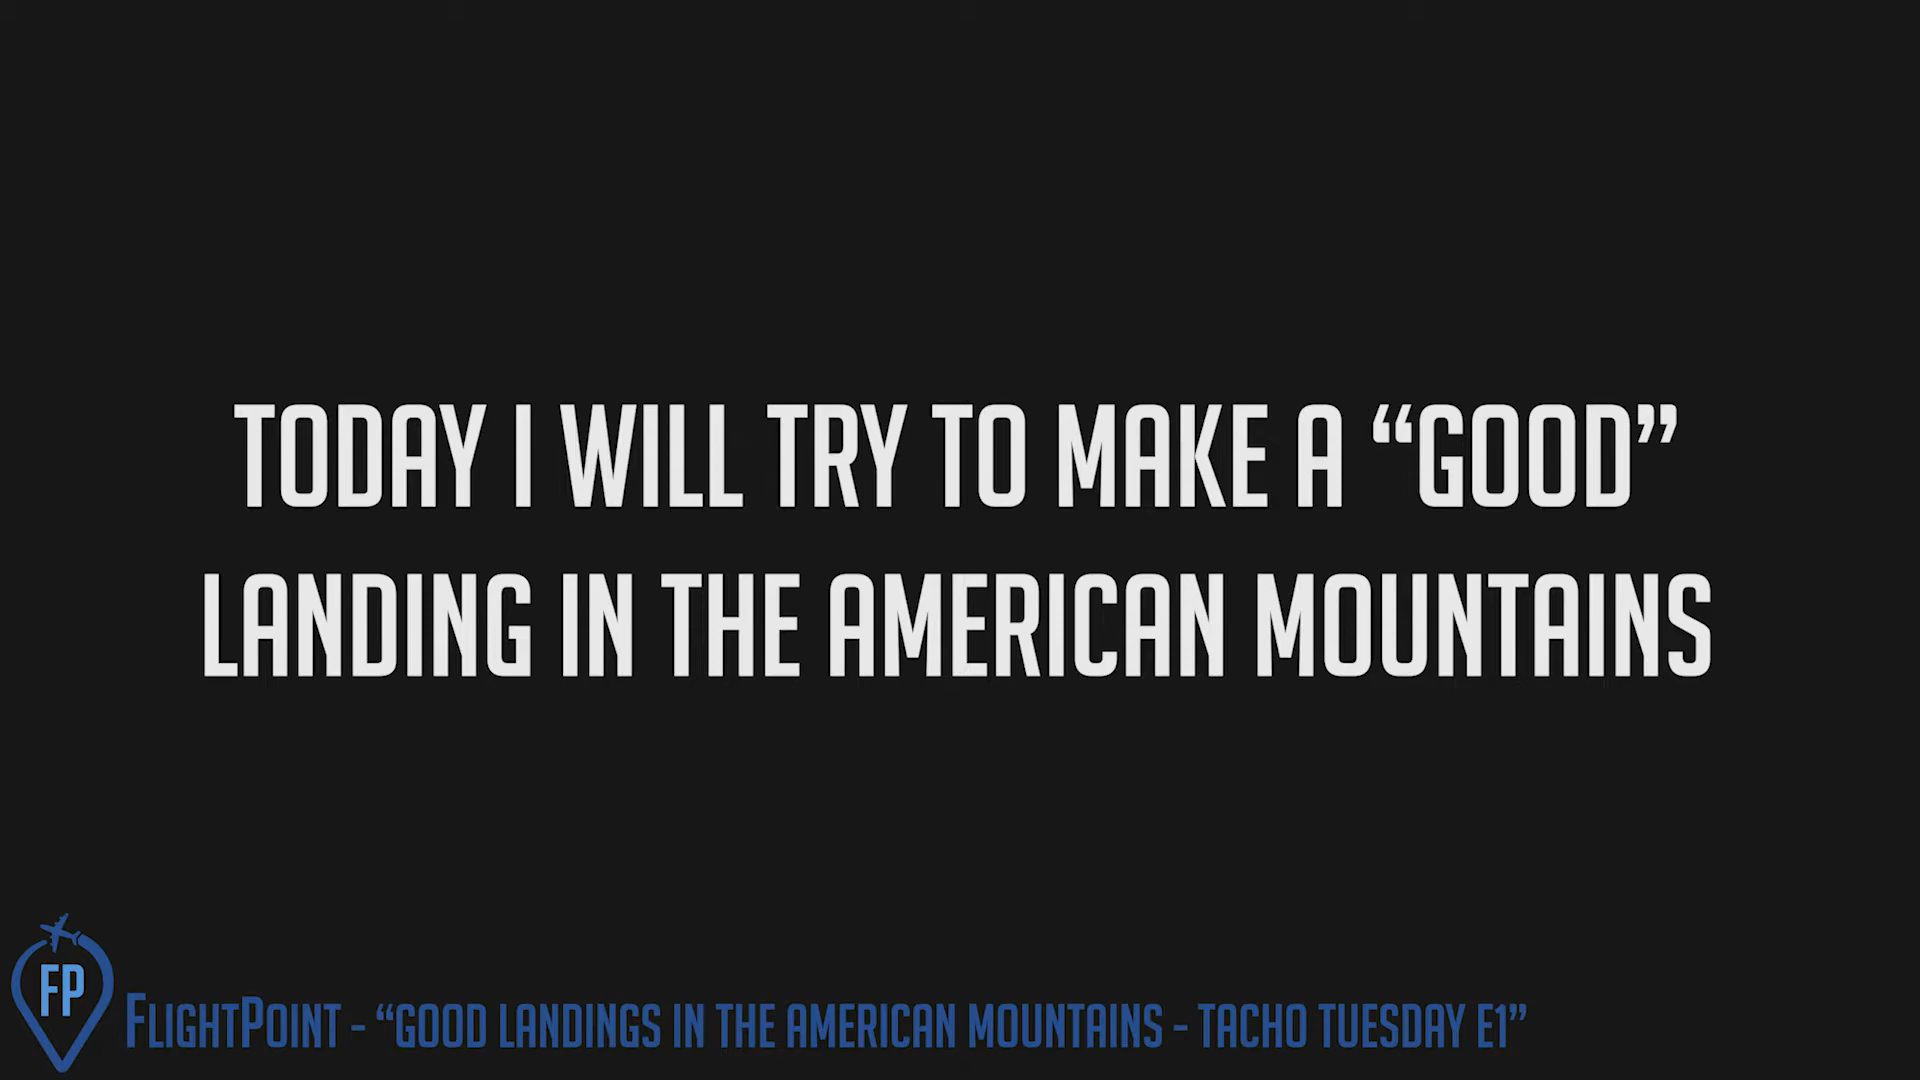 TODAY I WILL TRY TO MAKE A “GOOD”
LANDING IN THE AMERICAN MOUNTAINS
FP
FLIGHTPOINT - “GOOD LANDINGS IN THE AMERICAN MOUNTAINS - TACHO TUESDAY E1”